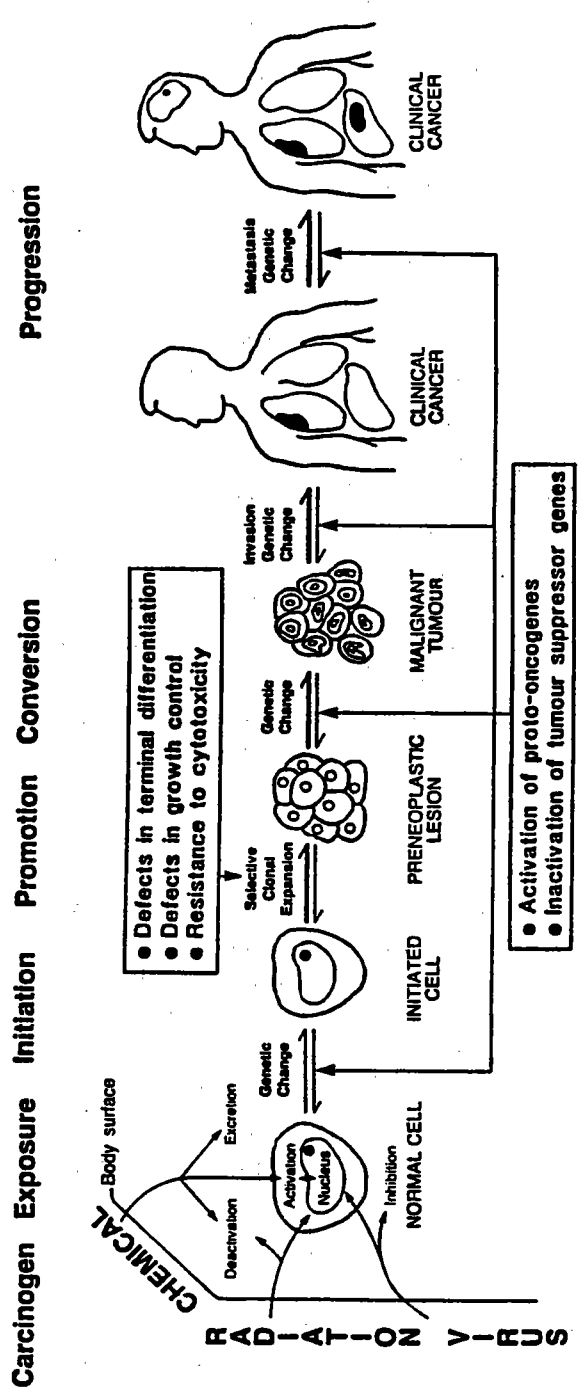 Carcinogen Exposure Initiation Promotion Conversion Progression
CHEMICAL
Body surface
Excretion
Deactivation
Activation
Nucleus
Inhibition
NORMAL CELL
RADIATION VIRUS
Genetic
Change
INITIATED
CELL
• Defects in terminal differentiation
• Defects in growth control
• Resistance to cytotoxicity
Selective
Clonal
Expansion
PRENEOPLASTIC
LESION
Genetic
Change
MALIGNANT
TUMOUR
Invasion
Genetic
Change
CLINICAL
CANCER
Metastasis
Genetic
Change
CLINICAL
CANCER
• Activation of proto-oncogenes
• Inactivation of tumour suppressor genes